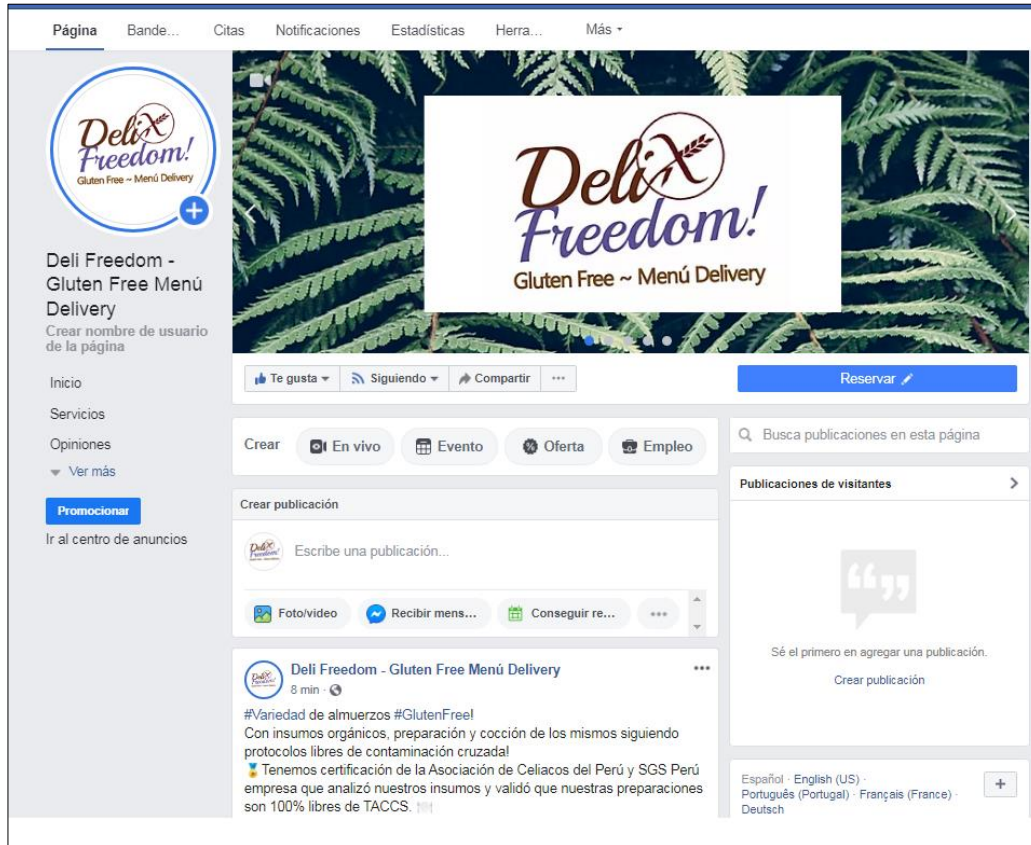 Página Bande... Citas Notificaciones Estadísticas Herra... Más
Deli Freedom!
Gluten Free ~ Menú Delivery
Deli Freedom -
Gluten Free Menú
Delivery
Crear nombre de usuario
de la página
Inicio
Servicios
Opiniones
Ver más
Promocionar
Ir al centro de anuncios
Deli
Freedom!
Gluten Free ~ Menú Delivery
Te gusta Siguiendo Compartir ...
Reservar
Crear En vivo Evento Oferta Empleo
Crear publicación
Deli Freedom!
Escribe una publicación...
Foto/video Recibir mens... Conseguir re... ...
Deli Freedom!
Deli Freedom - Gluten Free Menú Delivery ...
8 min ·
#Variedad de almuerzos #GlutenFree!
Con insumos orgánicos, preparación y cocción de los mismos siguiendo
protocolos libres de contaminación cruzada!
Tenemos certificación de la Asociación de Celiacos del Perú y SGS Perú
empresa que analizó nuestros insumos y validó que nuestras preparaciones
son 100% libres de TACCS.
Busca publicaciones en esta página
Publicaciones de visitantes
Sé el primero en agregar una publicación.
Crear publicación
Español · English (US) ·
Português (Portugal) · Français (France) ·
Deutsch